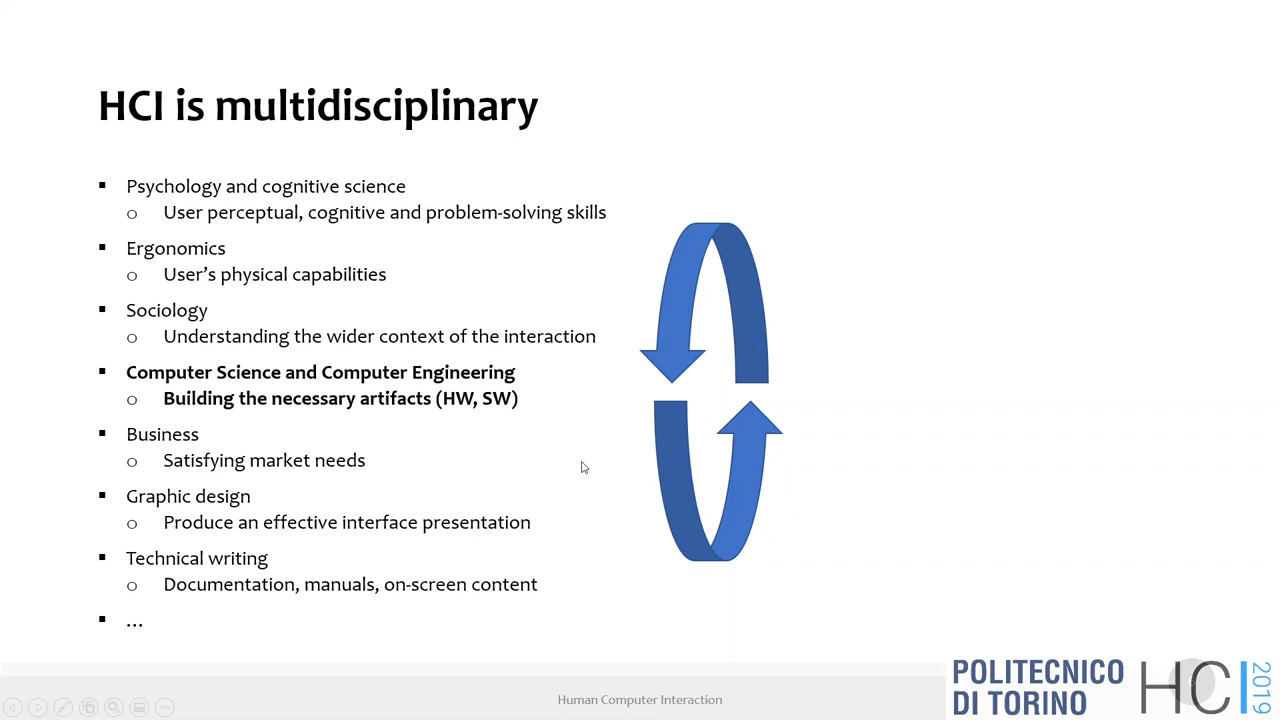 HCI is multidisciplinary
▪ Psychology and cognitive science
o User perceptual, cognitive and problem-solving skills
▪ Ergonomics
o User’s physical capabilities
▪ Sociology
o Understanding the wider context of the interaction
▪ Computer Science and Computer Engineering
o Building the necessary artifacts (HW, SW)
▪ Business
o Satisfying market needs
▪ Graphic design
o Produce an effective interface presentation
▪ Technical writing
o Documentation, manuals, on-screen content
▪ ...
Human Computer Interaction
POLITECNICO
DI TORINO
HCI 2019